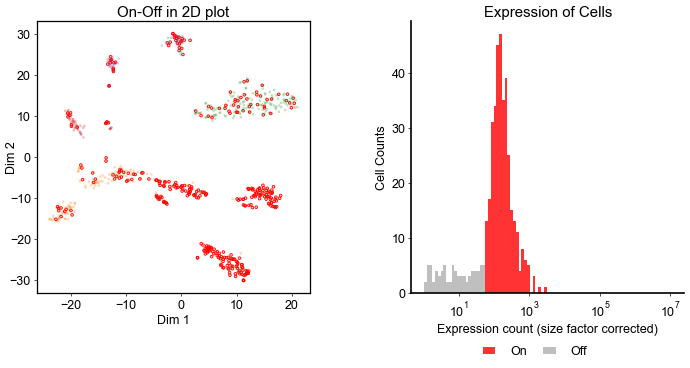 On-Off in 2D plot
30
20
10
0
−10
−20
−30
Dim 2
−20 −10 0 10 20
Dim 1
Expression of Cells
40
30
20
10
0
Cell Counts
10^1 10^3 10^5 10^7
Expression count (size factor corrected)
On Off